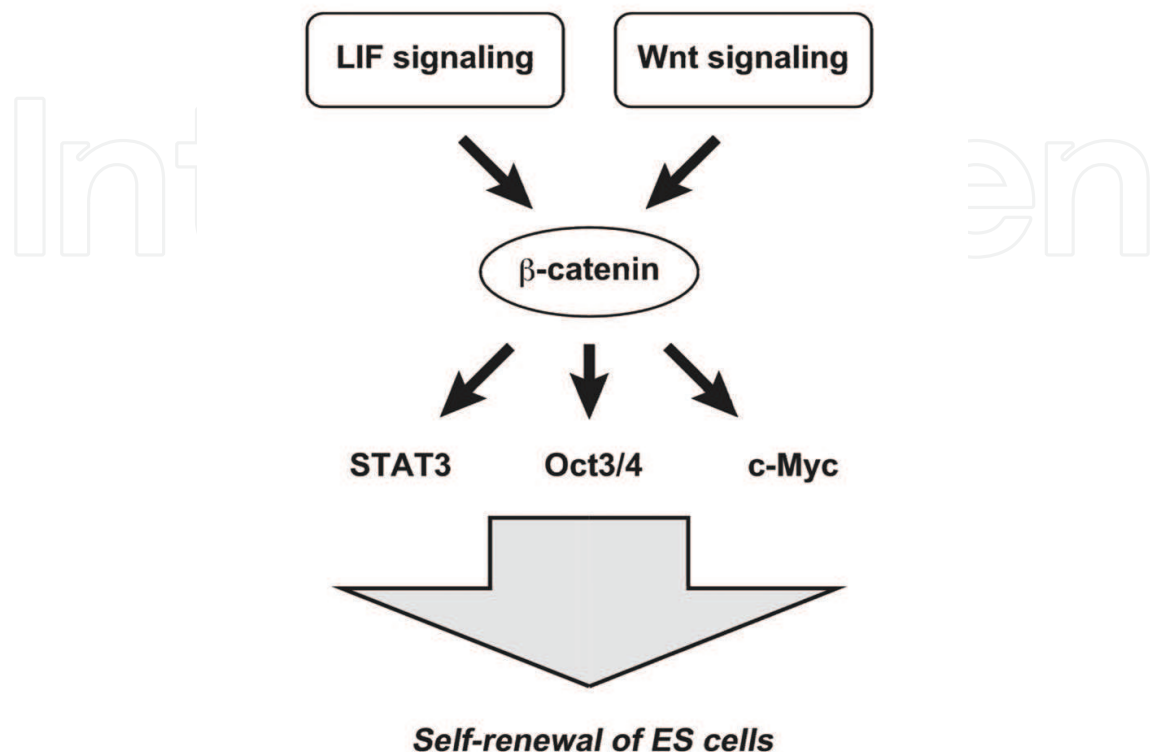 LIF signaling
Wnt signaling
β-catenin
STAT3 Oct3/4 c-Myc
Self-renewal of ES cells